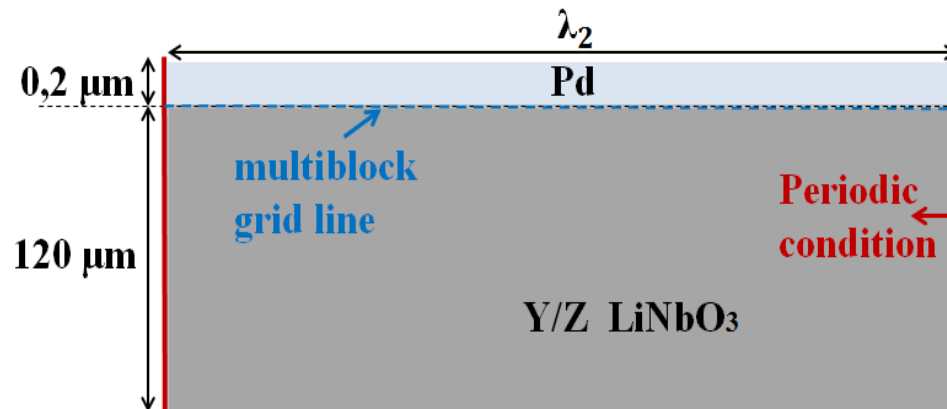 λ₂
0,2 μm
Pd
multiblock
grid line
Periodic
condition
120 μm
Y/Z LiNbO₃